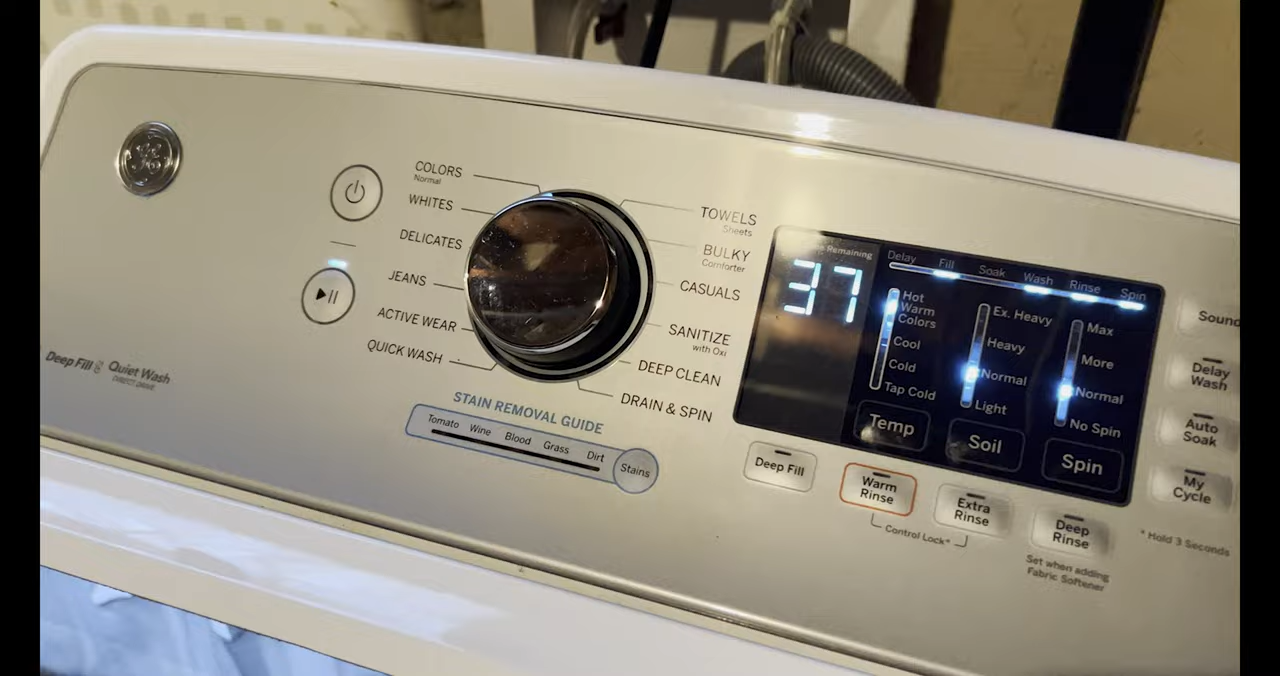 COLORS
Normal
WHITES
DELICATES
JEANS
ACTIVE WEAR
QUICK WASH
TOWELS
Sheets
BULKY
Comforter
CASUALS
SANITIZE
with Oxi
DEEP CLEAN
DRAIN & SPIN
Deep Fill
Quiet Wash
DIRECT DRIVE
STAIN REMOVAL GUIDE
Tomato Wine Blood Grass Dirt
Stains
Remaining
37
Delay Fill Soak Wash Rinse Spin
Hot
Warm
Colors
Cool
Cold
Tap Cold
Temp
Ex. Heavy
Heavy
Normal
Light
Soil
Max
More
Normal
No Spin
Spin
Deep Fill
Warm
Rinse
Extra
Rinse
Control Lock*
Deep
Rinse
Set when adding
Fabric Softener
Sound
Delay
Wash
Auto
Soak
My
Cycle
* Hold 3 Seconds